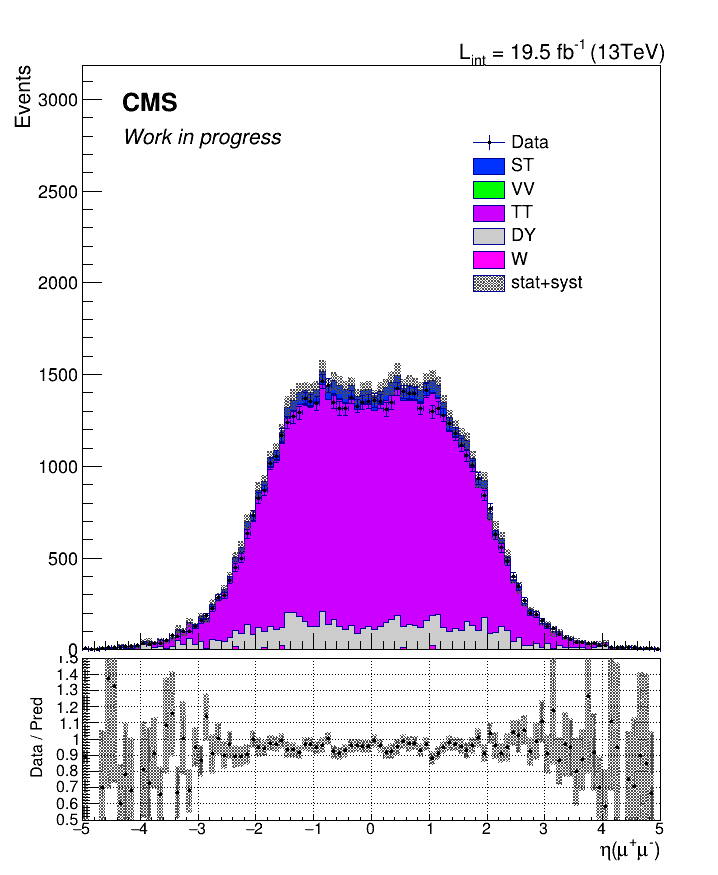 L_int = 19.5 fb^-1 (13TeV)
Events
CMS
Work in progress
Data
ST
VV
TT
DY
W
stat+syst
3000
2500
2000
1500
1000
500
0
Data / Pred
1.5
1.4
1.3
1.2
1.1
1
0.9
0.8
0.7
0.6
0.5
−5 −4 −3 −2 −1 0 1 2 3 4 5
η(μ⁺μ⁻)